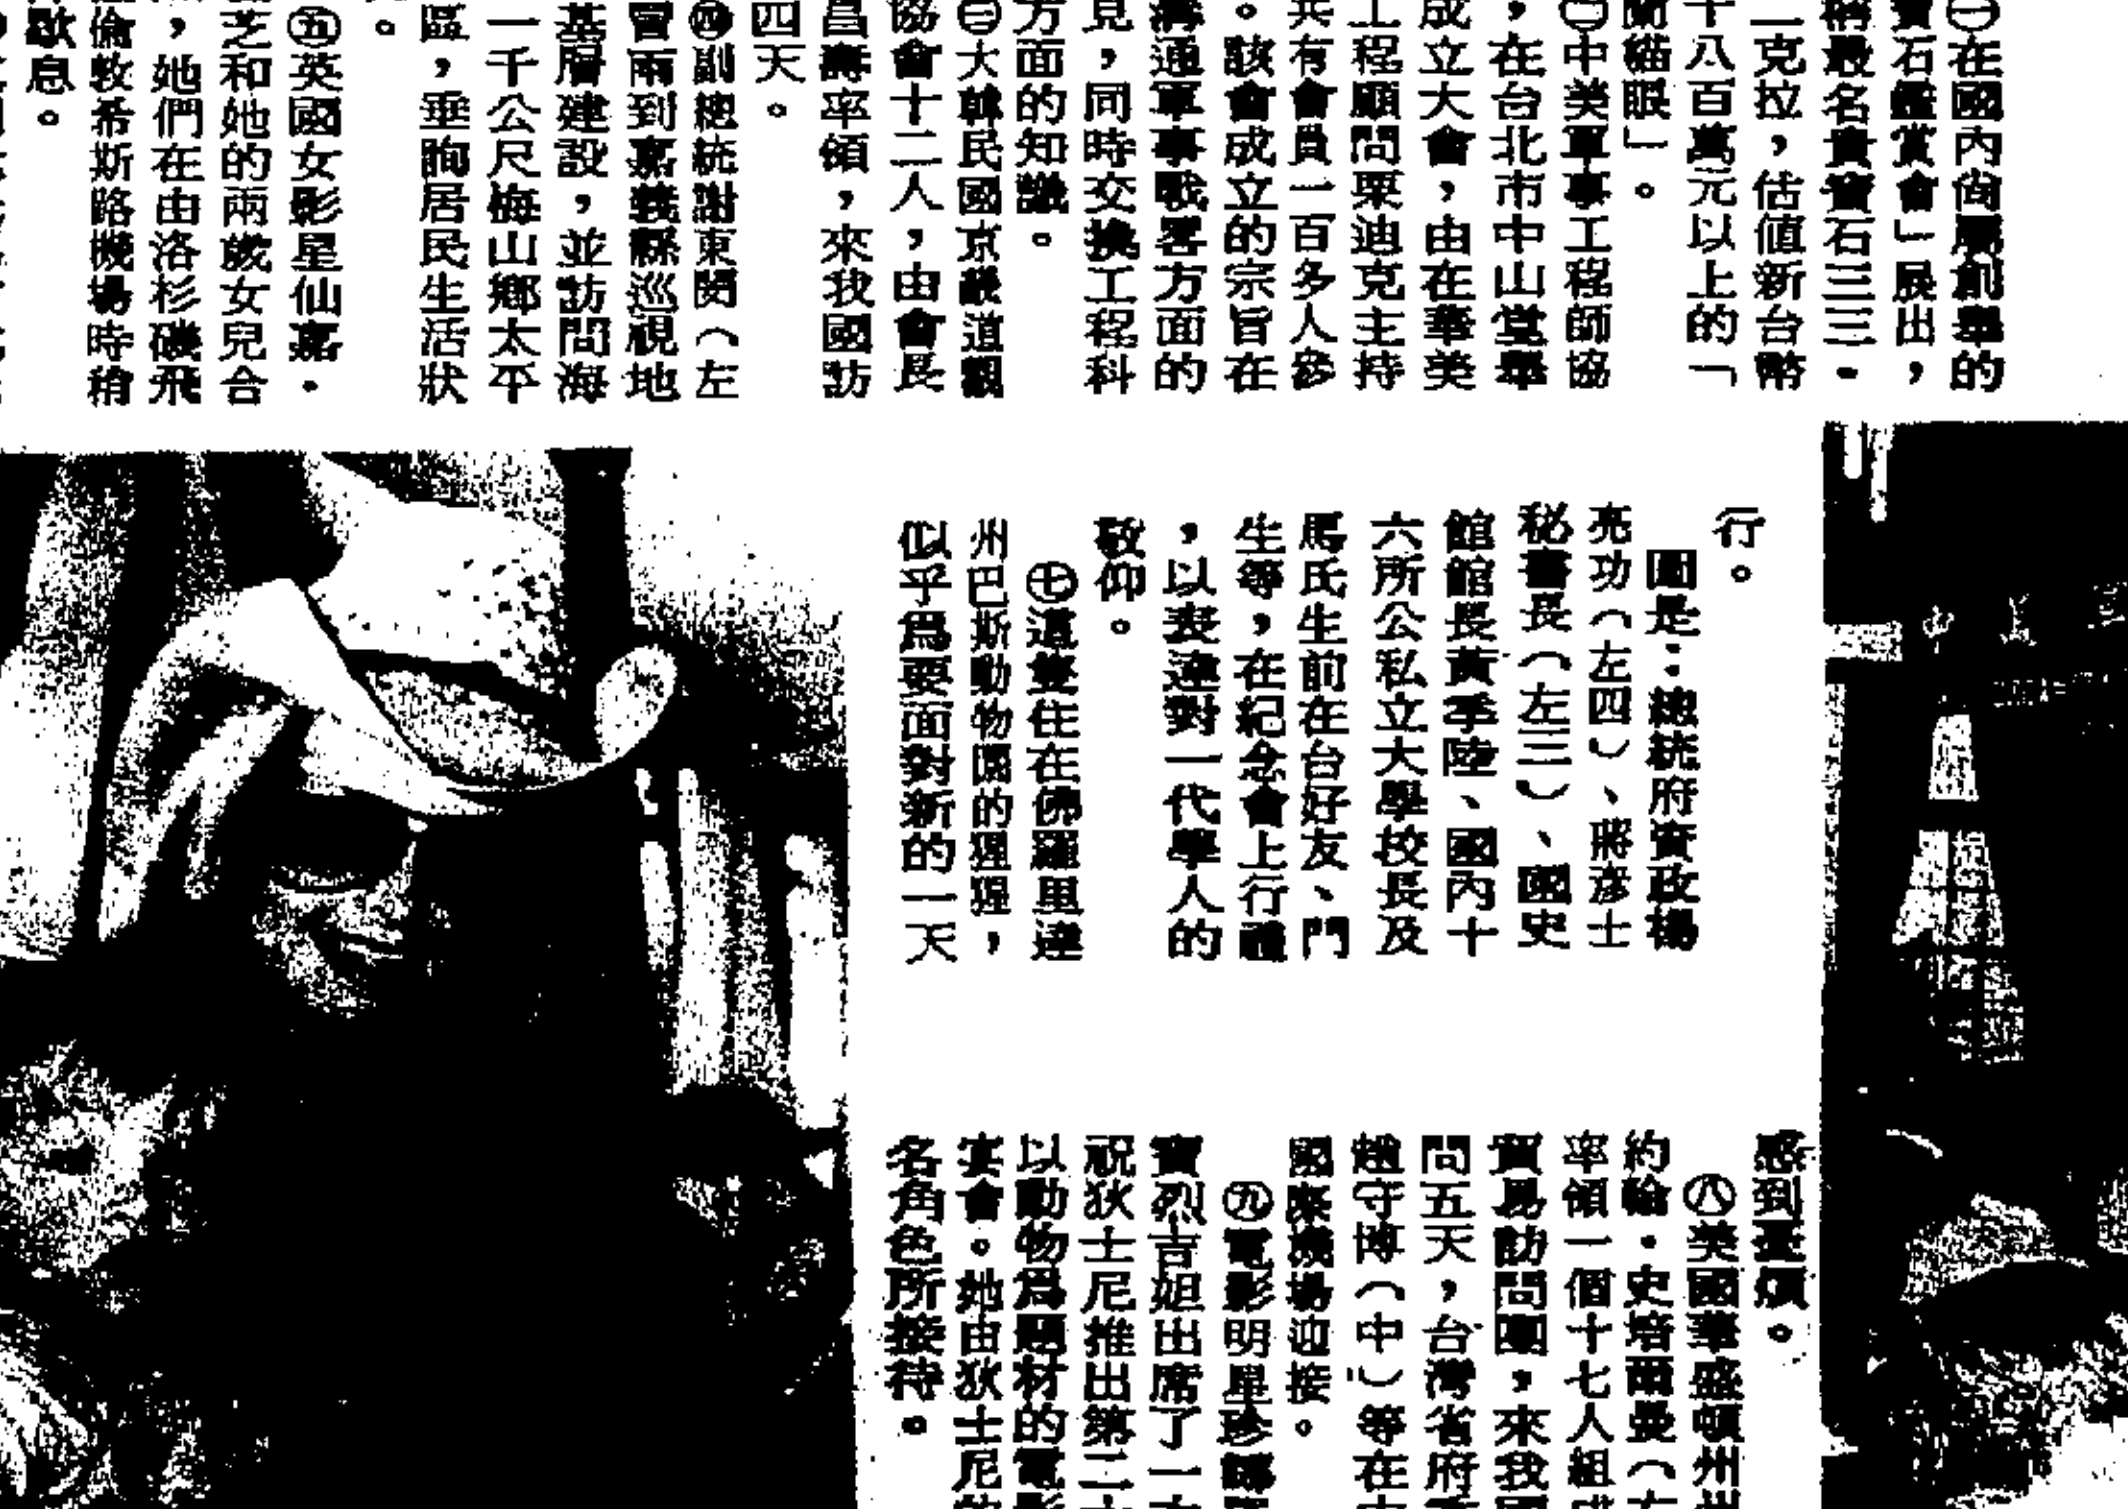 ㊀在國內尚屬創舉的
寶石鑑賞會」展出,
稱最名貴寶石三三.
二克拉,估値新台幣
十八百萬元以上的「
蘭貓眼」。
㊁中美軍事工程師協
,在台北市中山堂舉
成立大會,由在華美
工程顧問栗迪克主持
共有會員一百多人參
。該會成立的宗旨在
溝通軍事戰畧方面的
見,同時交換工程科
方面的知識。
㊂大韓民國京畿道觀
協會十二人,由會長
昌壽率領,來我國訪
四天。
㊃副總統謝東閔(左
冒雨到嘉義縣巡視地
基層建設,並訪問海
一千公尺梅山鄉太平
區,垂詢居民生活狀
。
㊄英國女影星仙嘉.
芝和她的兩歲女兒合
,她們在由洛杉磯飛
倫敦希斯路機場時稍
歇息。
行。
圖是:總統府資政楊
亮功(左四)、蔣彥士
秘書長(左三)、國史
館館長黃季陸、國內十
六所公私立大學校長及
馬氏生前在台好友、門
生等,在紀念會上行禮
,以表達對一代學人的
敬仰。
㊆這隻住在佛羅里達
州巴斯動物園的猩猩,
似乎爲要面對新的一天
感到憂煩。
㊇美國華盛頓州
約翰.史培爾曼(左
率領一個十七人組成
貿易訪問團,來我國
問五天,台灣省府
趙守博(中)等在中
國際機場迎接。
㊈電影明星珍妮
寶烈吉妲出席了一
祝狄士尼推出第二
以動物爲題材的電影
宴會。她由狄士尼
名角色所接待。